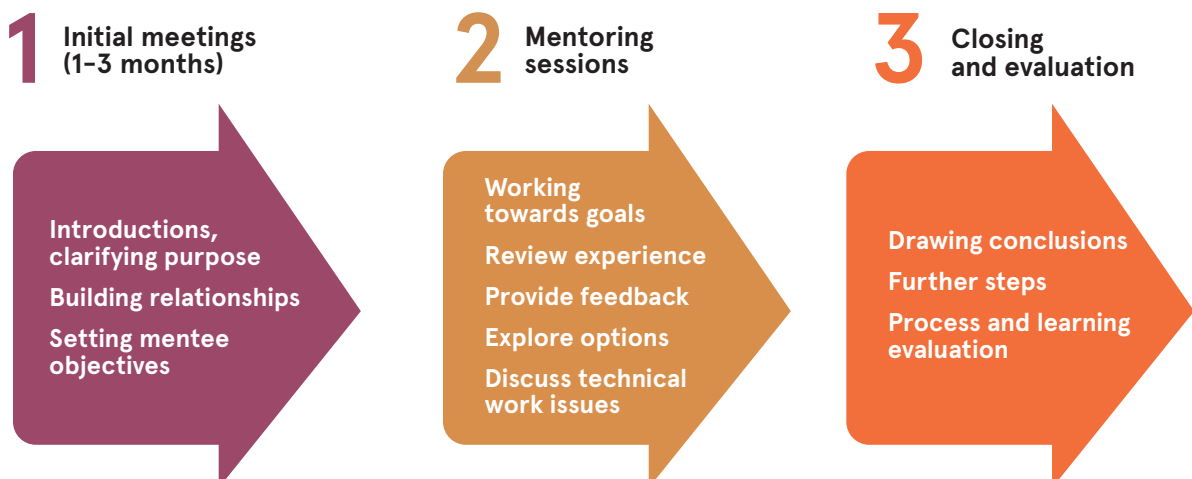 1 Initial meetings
(1–3 months)
Introductions,
clarifying purpose
Building relationships
Setting mentee
objectives
2 Mentoring
sessions
Working
towards goals
Review experience
Provide feedback
Explore options
Discuss technical
work issues
3 Closing
and evaluation
Drawing conclusions
Further steps
Process and learning
evaluation